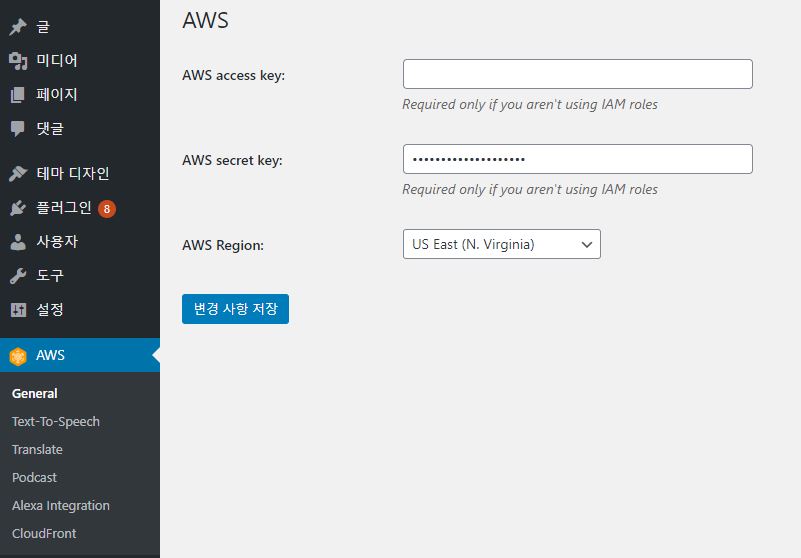 글
미디어
페이지
댓글
테마 디자인
플러그인 8
사용자
도구
설정
AWS
General
Text-To-Speech
Translate
Podcast
Alexa Integration
CloudFront
AWS
AWS access key:
Required only if you aren't using IAM roles
AWS secret key:
••••••••••••••••••••
Required only if you aren't using IAM roles
AWS Region:
US East (N. Virginia)
변경 사항 저장